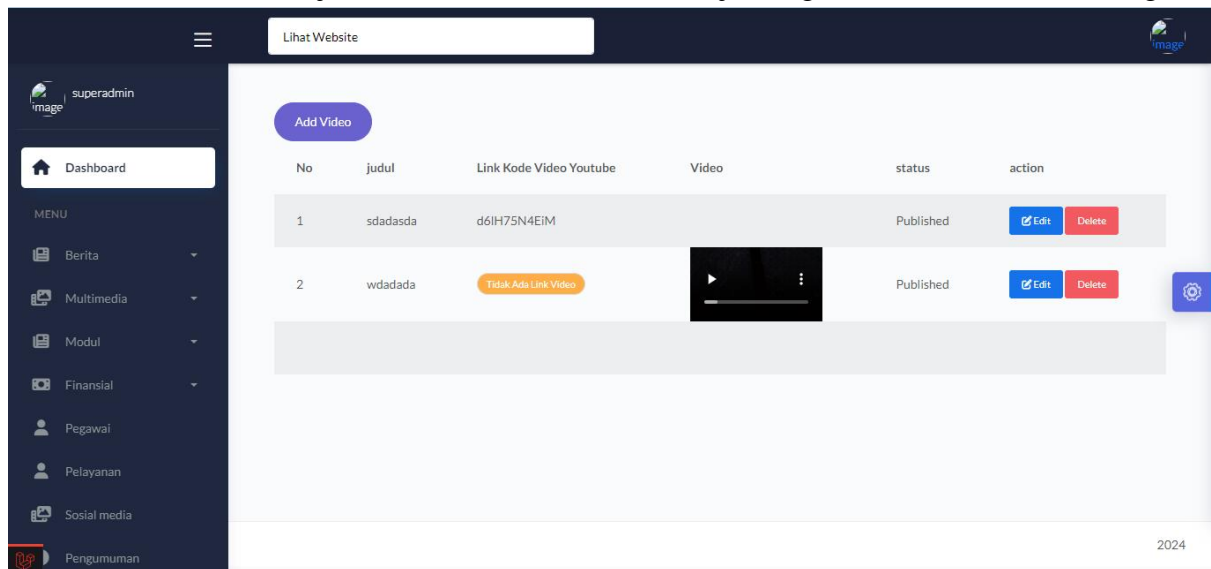 Lihat Website
image
image
superadmin
Add Video
Dashboard
No judul Link Kode Video Youtube Video status action
MENU
1 sdadasda d6lH75N4EiM Published Edit Delete
Berita
2 wdadada Tidak Ada Link Video Published Edit Delete
Multimedia
Modul
Finansial
Pegawai
Pelayanan
Sosial media
Pengumuman
2024